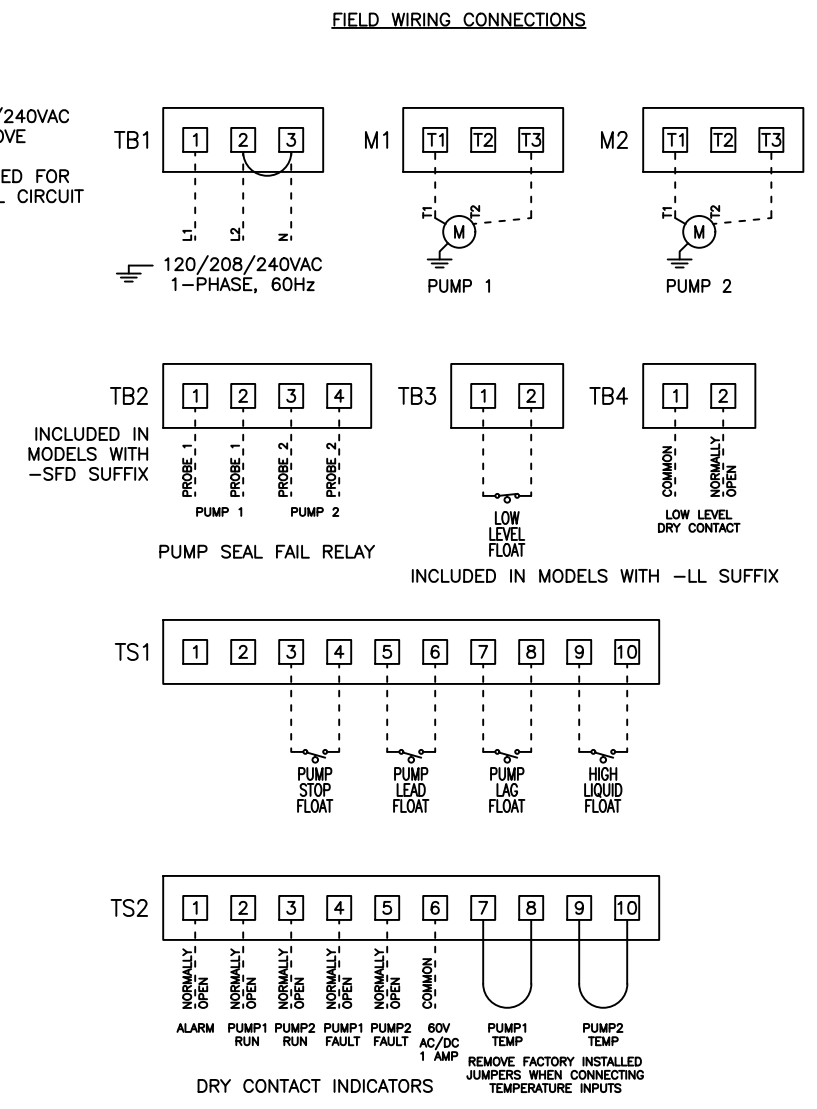 FIELD WIRING CONNECTIONS
/240VAC
OVE
ED FOR
L CIRCUIT
TB1 1 2 3
L1 L2 N
120/208/240VAC
1-PHASE, 60Hz
M1 T1 T2 T3
T1 T2
M
PUMP 1
M2 T1 T2 T3
T1 T2
M
PUMP 2
TB2 1 2 3 4
INCLUDED IN
MODELS WITH
-SFD SUFFIX
PROBE 1 PROBE 1 PROBE 2 PROBE 2
PUMP 1 PUMP 2
PUMP SEAL FAIL RELAY
TB3 1 2
LOW
LEVEL
FLOAT
TB4 1 2
COMMON
NORMALLY
OPEN
LOW LEVEL
DRY CONTACT
INCLUDED IN MODELS WITH -LL SUFFIX
TS1 1 2 3 4 5 6 7 8 9 10
PUMP
STOP
FLOAT
PUMP
LEAD
FLOAT
PUMP
LAG
FLOAT
HIGH
LIQUID
FLOAT
TS2 1 2 3 4 5 6 7 8 9 10
NORMALLY
OPEN
NORMALLY
OPEN
NORMALLY
OPEN
NORMALLY
OPEN
NORMALLY
OPEN
COMMON
ALARM
PUMP1
RUN
PUMP2
RUN
PUMP1
FAULT
PUMP2
FAULT
60V
AC/DC
1 AMP
PUMP1
TEMP
PUMP2
TEMP
REMOVE FACTORY INSTALLED
JUMPERS WHEN CONNECTING
TEMPERATURE INPUTS
DRY CONTACT INDICATORS